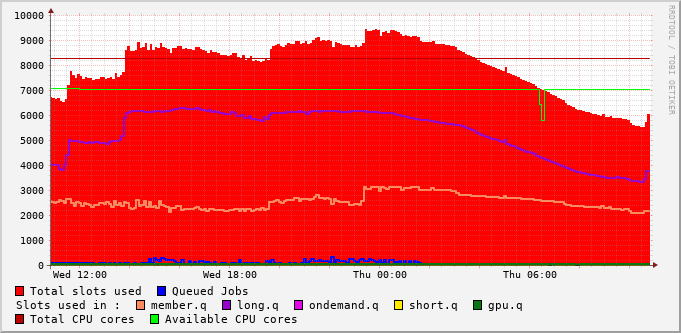 10000
9000
8000
7000
6000
5000
4000
3000
2000
1000
0
Wed 12:00 Wed 18:00 Thu 00:00 Thu 06:00
Total slots used Queued Jobs
Slots used in : member.q long.q ondemand.q short.q gpu.q
Total CPU cores Available CPU cores
RRDTOOL / TOBI OETIKER